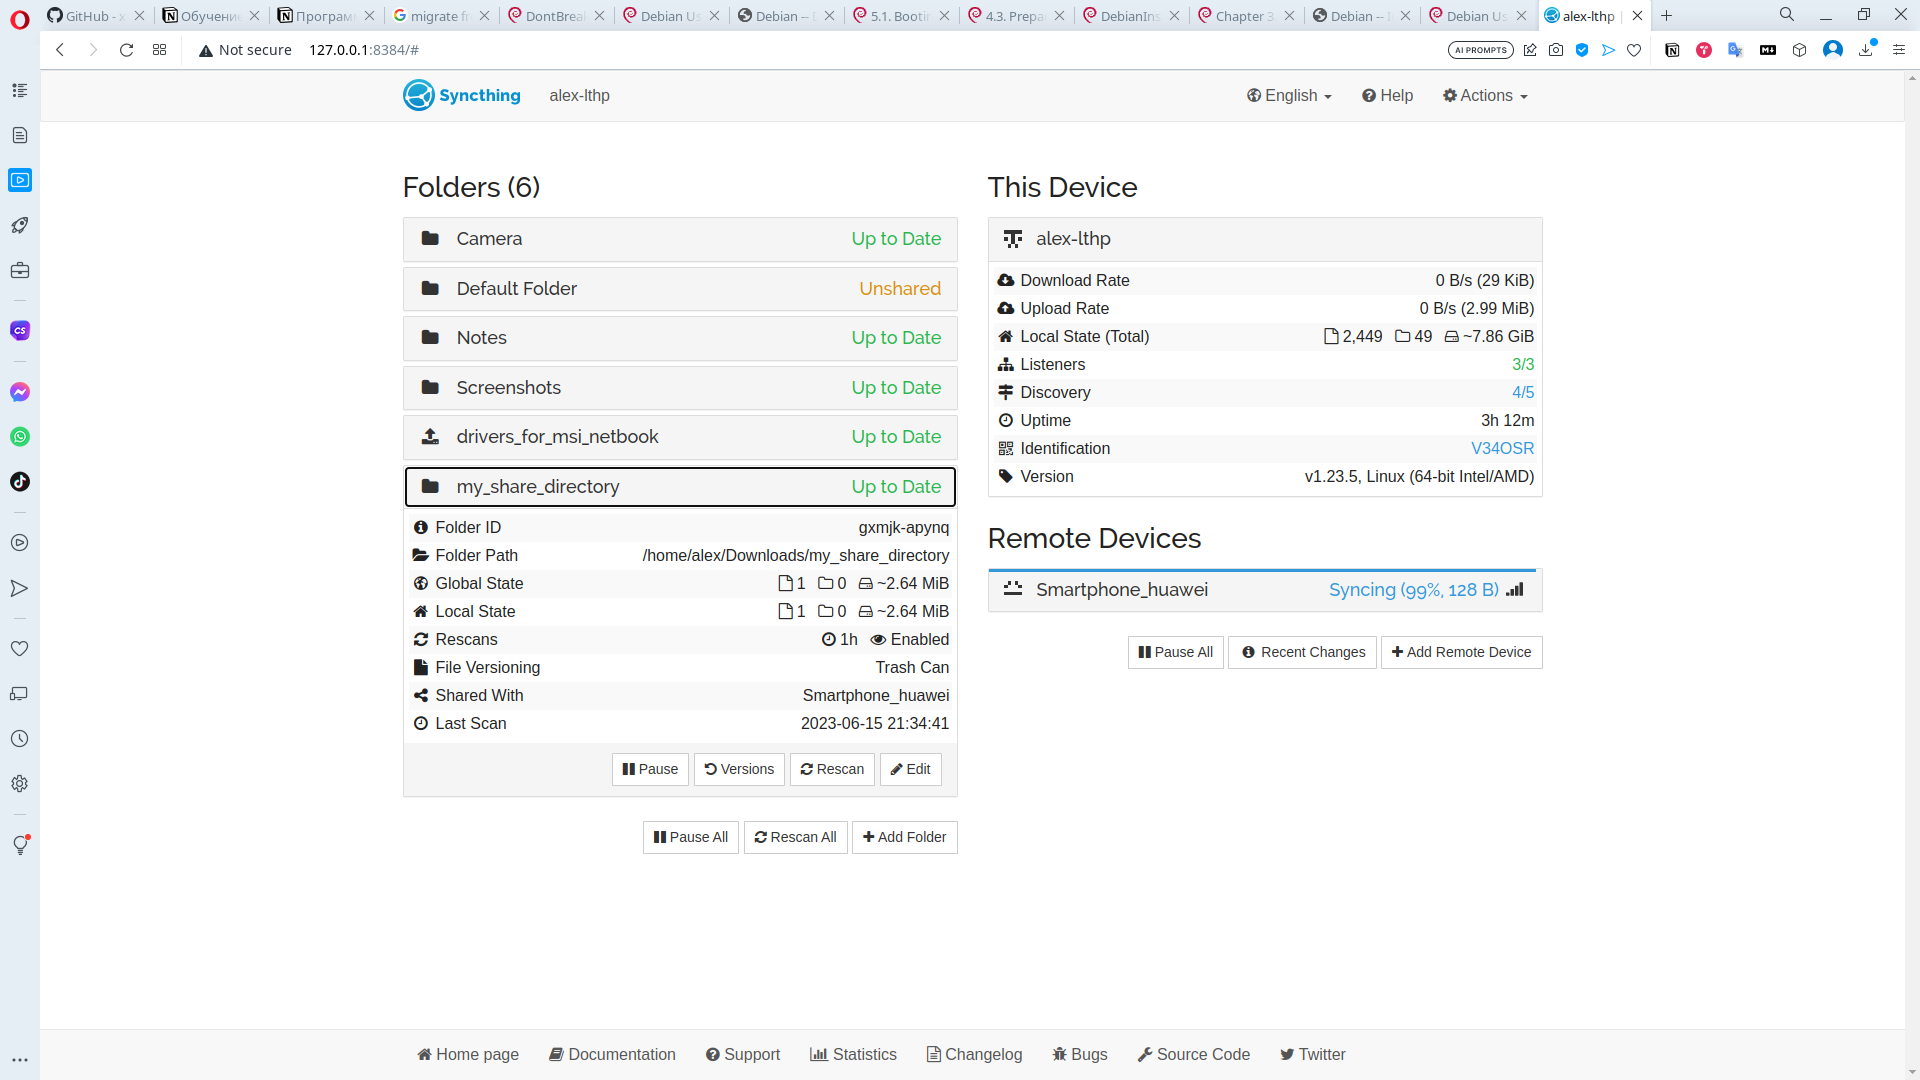 GitHub - x
Обучени
Програм
migrate fr
DontBreal
Debian Us
Debian -- D
5.1. Bootin
4.3. Prepa
DebianIns
Chapter 3
Debian -- I
Debian Us
alex-lthp
Not secure 127.0.0.1:8384/#
AI PROMPTS
Syncthing alex-lthp English Help Actions
Folders (6)
Camera Up to Date
Default Folder Unshared
Notes Up to Date
Screenshots Up to Date
drivers_for_msi_netbook Up to Date
my_share_directory Up to Date
Folder ID gxmjk-apynq
Folder Path /home/alex/Downloads/my_share_directory
Global State 1 0 ~2.64 MiB
Local State 1 0 ~2.64 MiB
Rescans 1h Enabled
File Versioning Trash Can
Shared With Smartphone_huawei
Last Scan 2023-06-15 21:34:41
Pause Versions Rescan Edit
Pause All Rescan All Add Folder
This Device
alex-lthp
Download Rate 0 B/s (29 KiB)
Upload Rate 0 B/s (2.99 MiB)
Local State (Total) 2,449 49 ~7.86 GiB
Listeners 3/3
Discovery 4/5
Uptime 3h 12m
Identification V34OSR
Version v1.23.5, Linux (64-bit Intel/AMD)
Remote Devices
Smartphone_huawei Syncing (99%, 128 B)
Pause All Recent Changes Add Remote Device
Home page Documentation Support Statistics Changelog Bugs Source Code Twitter